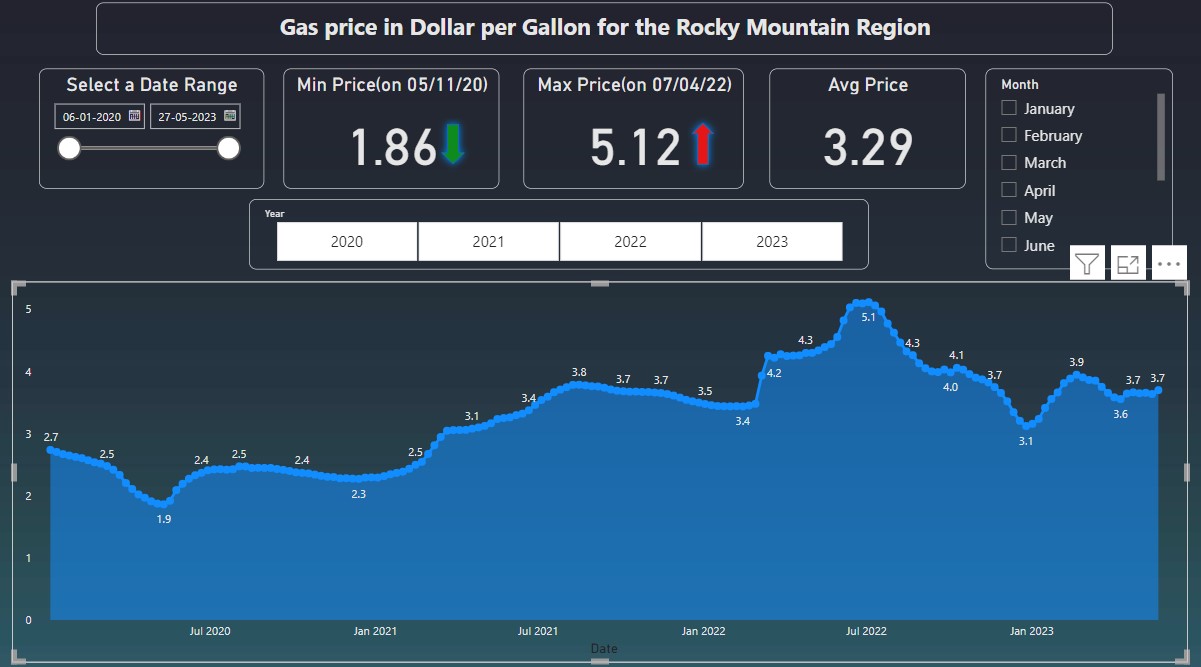 Gas price in Dollar per Gallon for the Rocky Mountain Region
Select a Date Range
06-01-2020
27-05-2023
Min Price(on 05/11/20)
1.86
Max Price(on 07/04/22)
5.12
Avg Price
3.29
Month
January
February
March
April
May
June
Year
2020
2021
2022
2023
5
4
3
2
1
0
2.7
2.5
1.9
2.4
2.5
2.4
2.3
2.5
3.1
3.4
3.8
3.7
3.7
3.5
3.4
4.2
4.3
5.1
4.3
4.0
4.1
3.7
3.1
3.9
3.6
3.7
3.7
Jul 2020
Jan 2021
Jul 2021
Jan 2022
Jul 2022
Jan 2023
Date